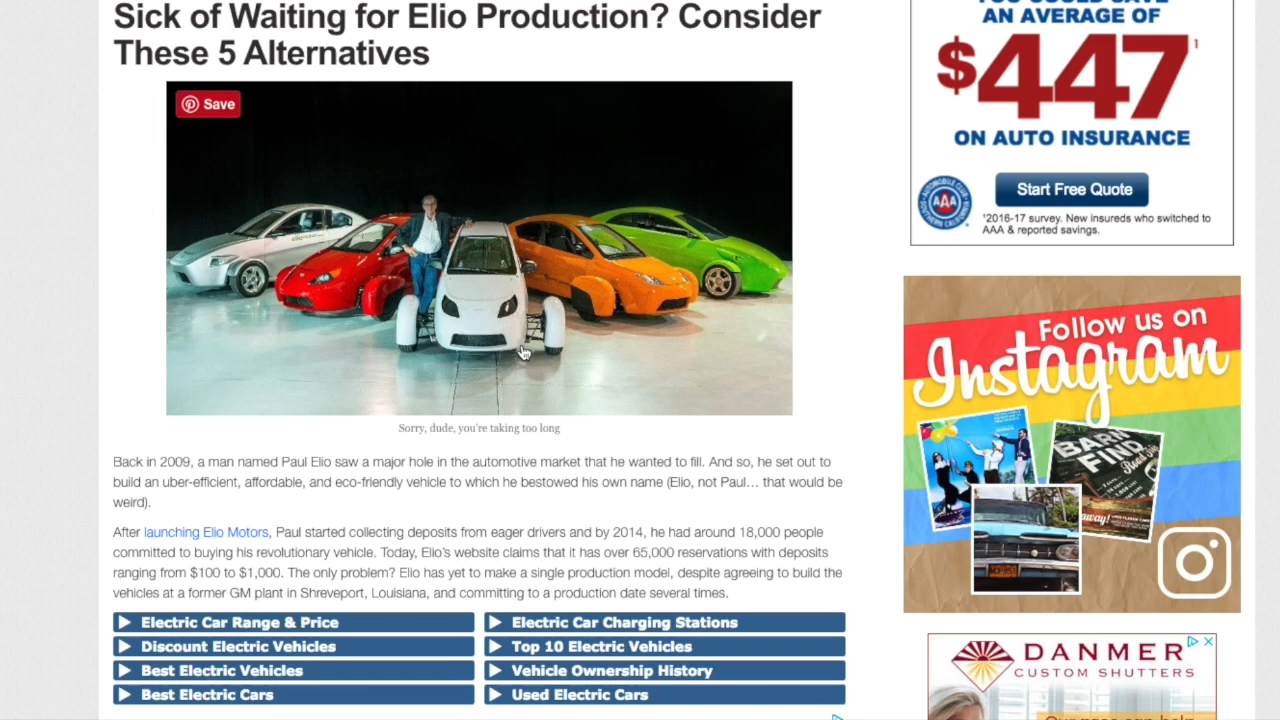 Sick of Waiting for Elio Production? Consider
These 5 Alternatives
Save
Sorry, dude, you're taking too long
Back in 2009, a man named Paul Elio saw a major hole in the automotive market that he wanted to fill. And so, he set out to
build an uber-efficient, affordable, and eco-friendly vehicle to which he bestowed his own name (Elio, not Paul… that would be
weird).
After launching Elio Motors, Paul started collecting deposits from eager drivers and by 2014, he had around 18,000 people
committed to buying his revolutionary vehicle. Today, Elio's website claims that it has over 65,000 reservations with deposits
ranging from $100 to $1,000. The only problem? Elio has yet to make a single production model, despite agreeing to build the
vehicles at a former GM plant in Shreveport, Louisiana, and committing to a production date several times.
Electric Car Range & Price
Electric Car Charging Stations
Discount Electric Vehicles
Top 10 Electric Vehicles
Best Electric Vehicles
Vehicle Ownership History
Best Electric Cars
Used Electric Cars
YOU COULD SAVE
AN AVERAGE OF
$447¹
ON AUTO INSURANCE
AAA
Start Free Quote
¹2016-17 survey. New insureds who switched to
AAA & reported savings.
Follow us on
Instagram
BARN
FIND
DANMER
CUSTOM SHUTTERS